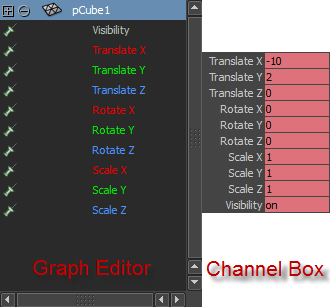 pCube1
Visibility
Translate X
Translate Y
Translate Z
Rotate X
Rotate Y
Rotate Z
Scale X
Scale Y
Scale Z
Graph Editor
Translate X -10
Translate Y 2
Translate Z 0
Rotate X 0
Rotate Y 0
Rotate Z 0
Scale X 1
Scale Y 1
Scale Z 1
Visibility on
Channel Box